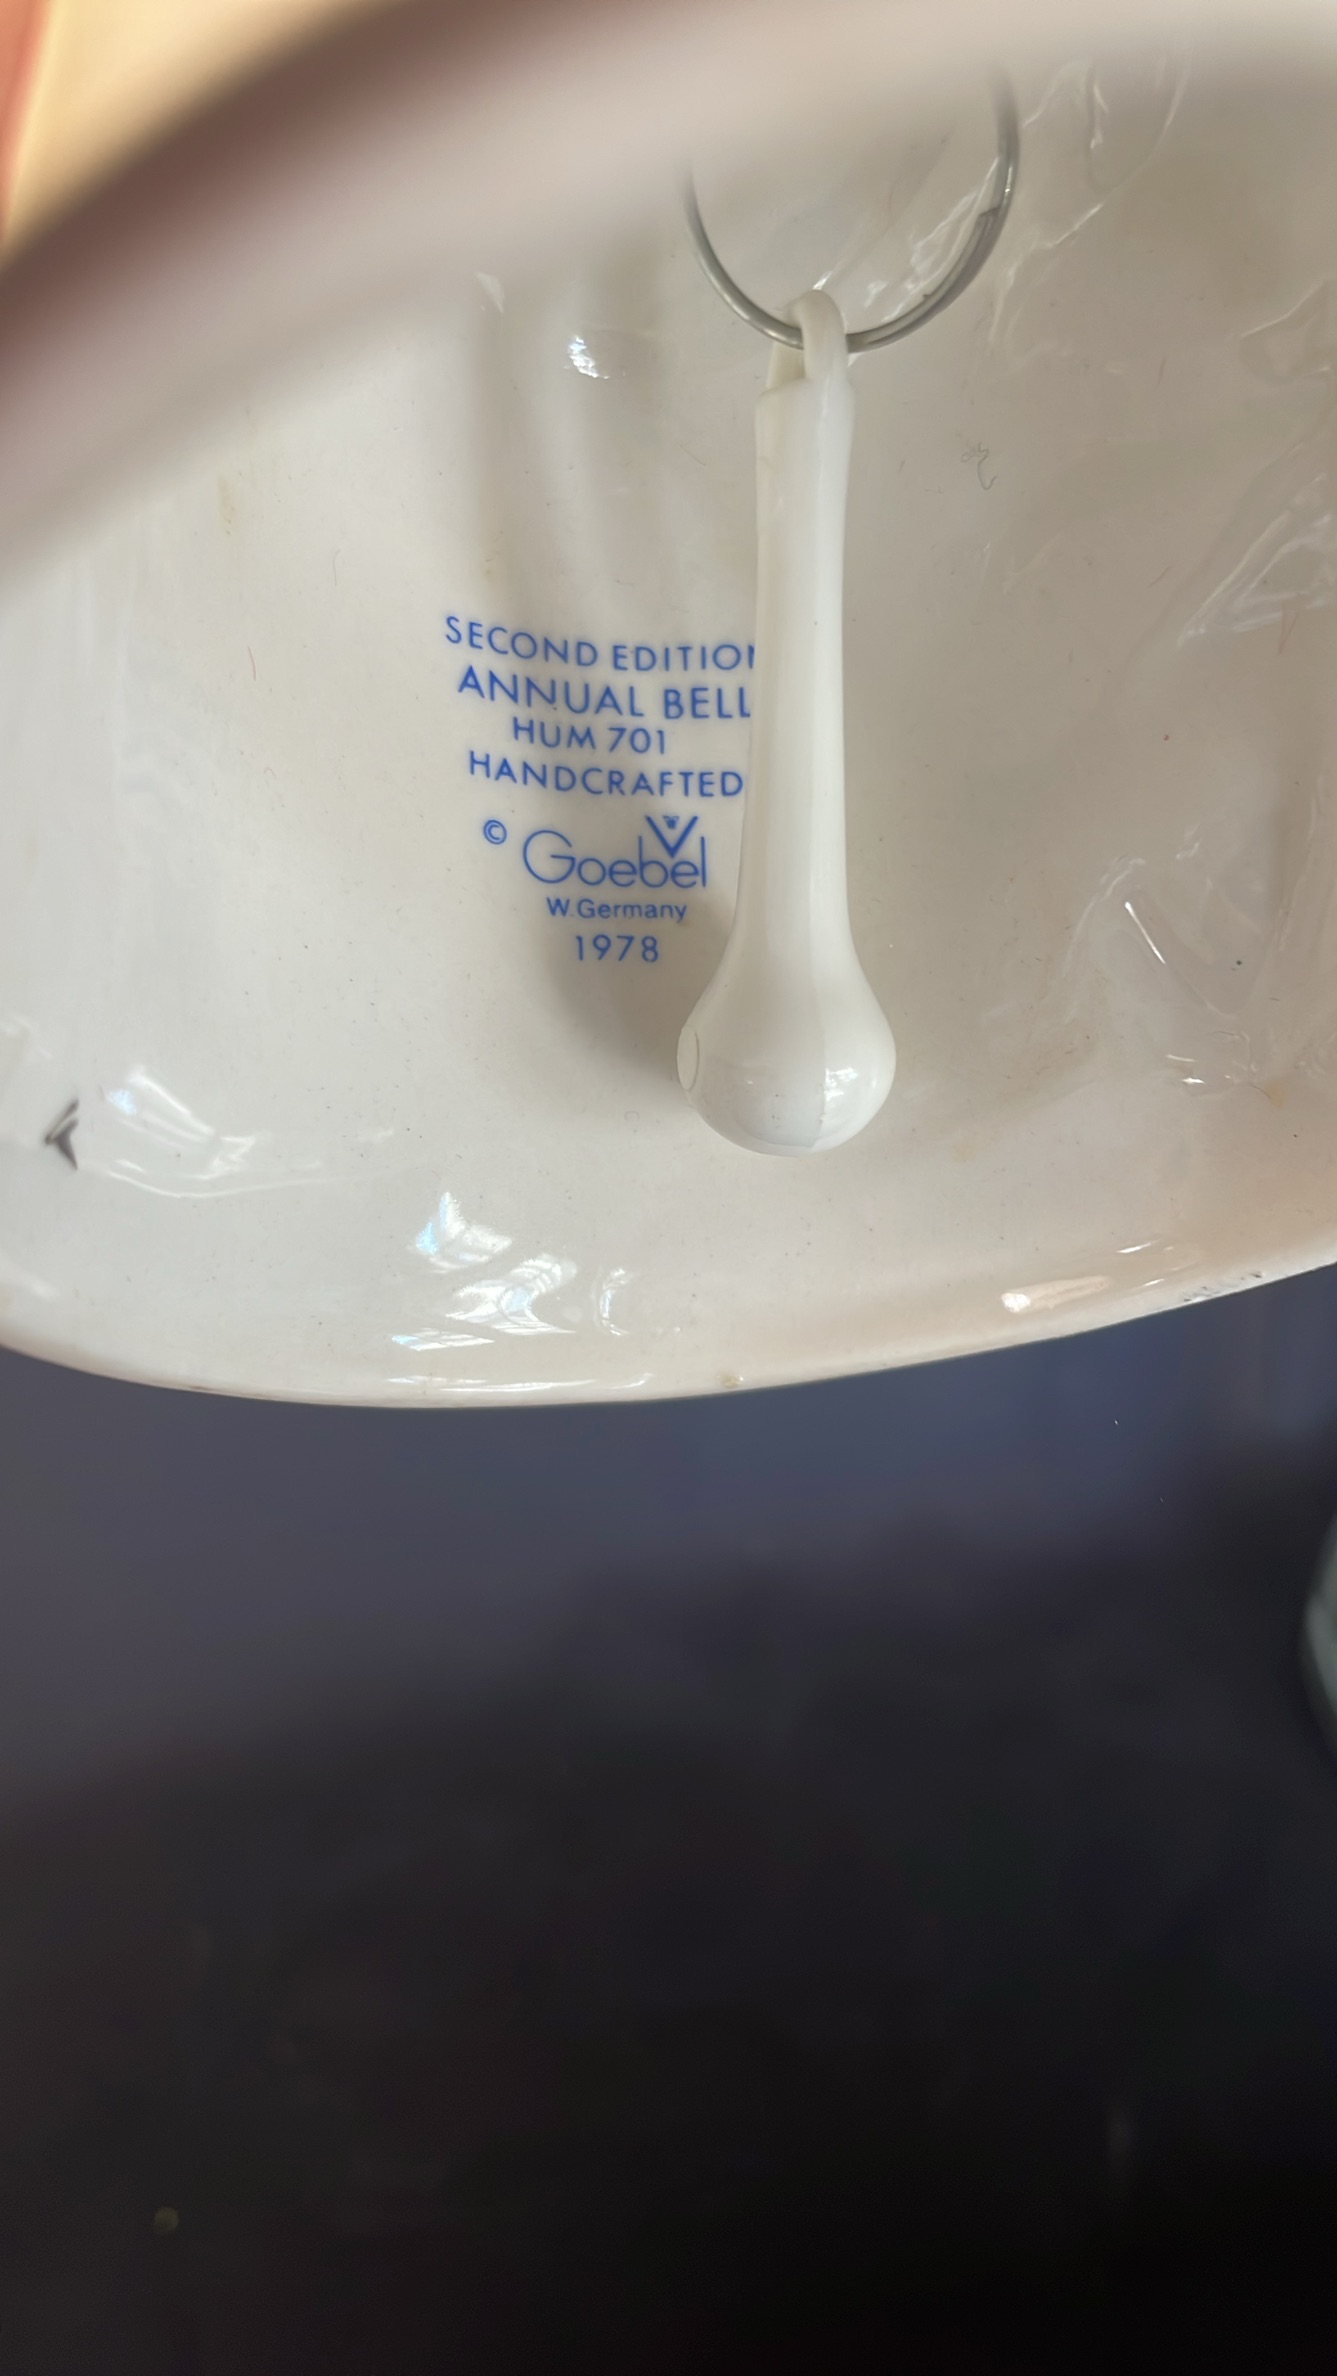 SECOND EDITION
ANNUAL BELL
HUM 701
HANDCRAFTED
© Goebel
W. Germany
1978